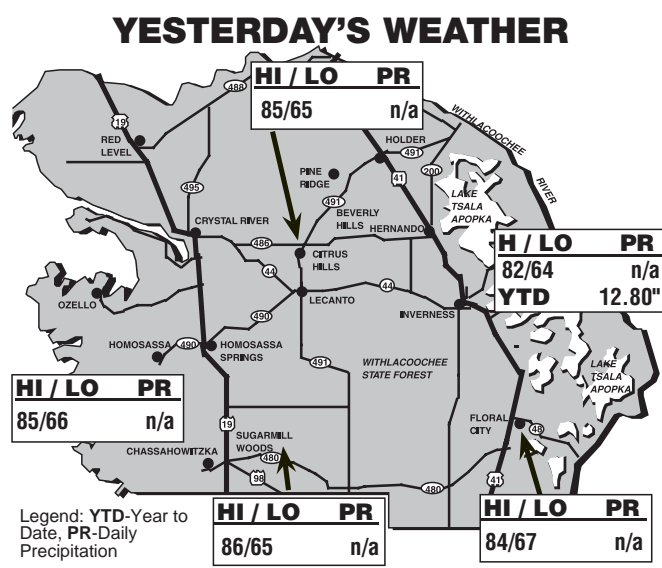 YESTERDAY'S WEATHER
HI / LO PR
85/65 n/a
488
19
RED
LEVEL
WITHLACOOCHEE
RIVER
HOLDER
491
PINE
RIDGE
41
200
495
491
LAKE
TSALA
APOPKA
BEVERLY
HILLS
CRYSTAL RIVER
HERNANDO
486
CITRUS
HILLS
44
H / LO PR
82/64 n/a
YTD 12.80"
OZELLO
LECANTO
44
INVERNESS
490
HOMOSASSA
490
HOMOSASSA
SPRINGS
491
WITHLACOOCHEE
STATE FOREST
LAKE
TSALA
APOPKA
HI / LO PR
85/66 n/a
19
FLORAL
CITY
48
SUGARMILL
WOODS
CHASSAHOWITZKA
480
98
480
41
Legend: YTD-Year to
Date, PR-Daily
Precipitation
HI / LO PR
86/65 n/a
HI / LO PR
84/67 n/a